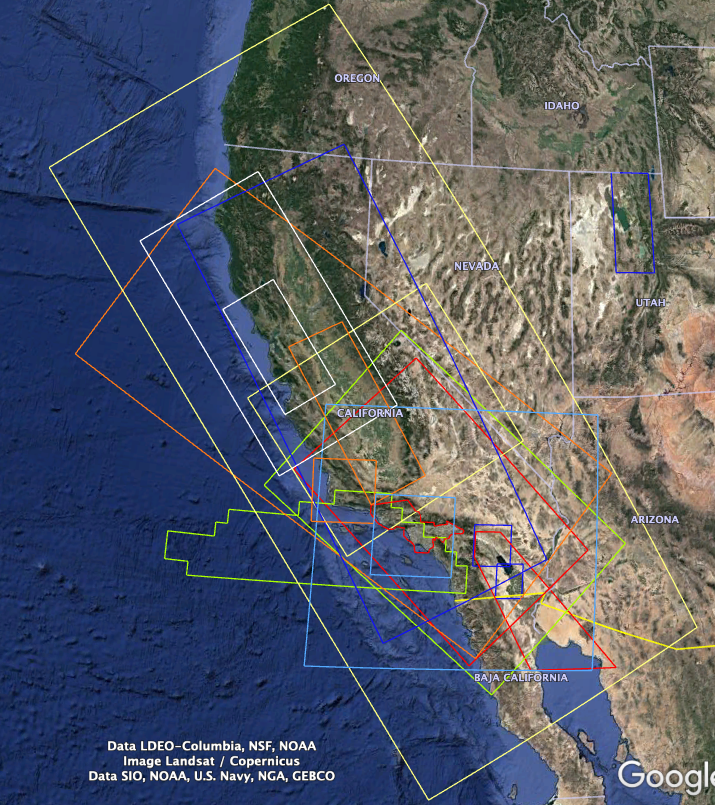 OREGON
IDAHO
NEVADA
UTAH
CALIFORNIA
ARIZONA
BAJA CALIFORNIA
Data LDEO-Columbia, NSF, NOAA
Image Landsat / Copernicus
Data SIO, NOAA, U.S. Navy, NGA, GEBCO
Google